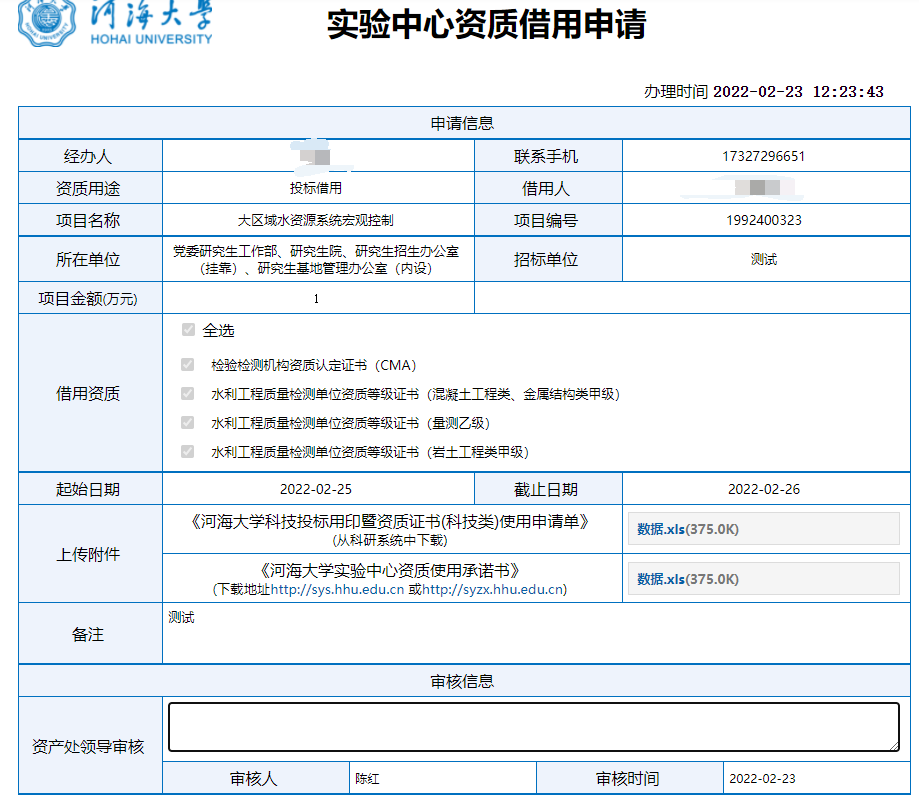 河海大学
HOHAI UNIVERSITY
实验中心资质借用申请
办理时间 2022-02-23 12:23:43
申请信息
经办人
联系手机 17327296651
资质用途 投标借用 借用人
项目名称 大区域水资源系统宏观控制 项目编号 1992400323
所在单位 党委研究生工作部、研究生院、研究生招生办公室
(挂靠）、研究生基地管理办公室（内设） 招标单位 测试
项目金额(万元) 1
借用资质
全选
检验检测机构资质认定证书（CMA）
水利工程质量检测单位资质等级证书（混凝土工程类、金属结构类甲级）
水利工程质量检测单位资质等级证书（量测乙级）
水利工程质量检测单位资质等级证书（岩土工程类甲级）
起始日期 2022-02-25 截止日期 2022-02-26
上传附件
《河海大学科技投标用印暨资质证书(科技类)使用申请单》
(从科研系统中下载)
数据.xls(375.0K)
《河海大学实验中心资质使用承诺书》
(下载地址http://sys.hhu.edu.cn 或http://syzx.hhu.edu.cn)
数据.xls(375.0K)
备注 测试
审核信息
资产处领导审核
审核人 陈红 审核时间 2022-02-23